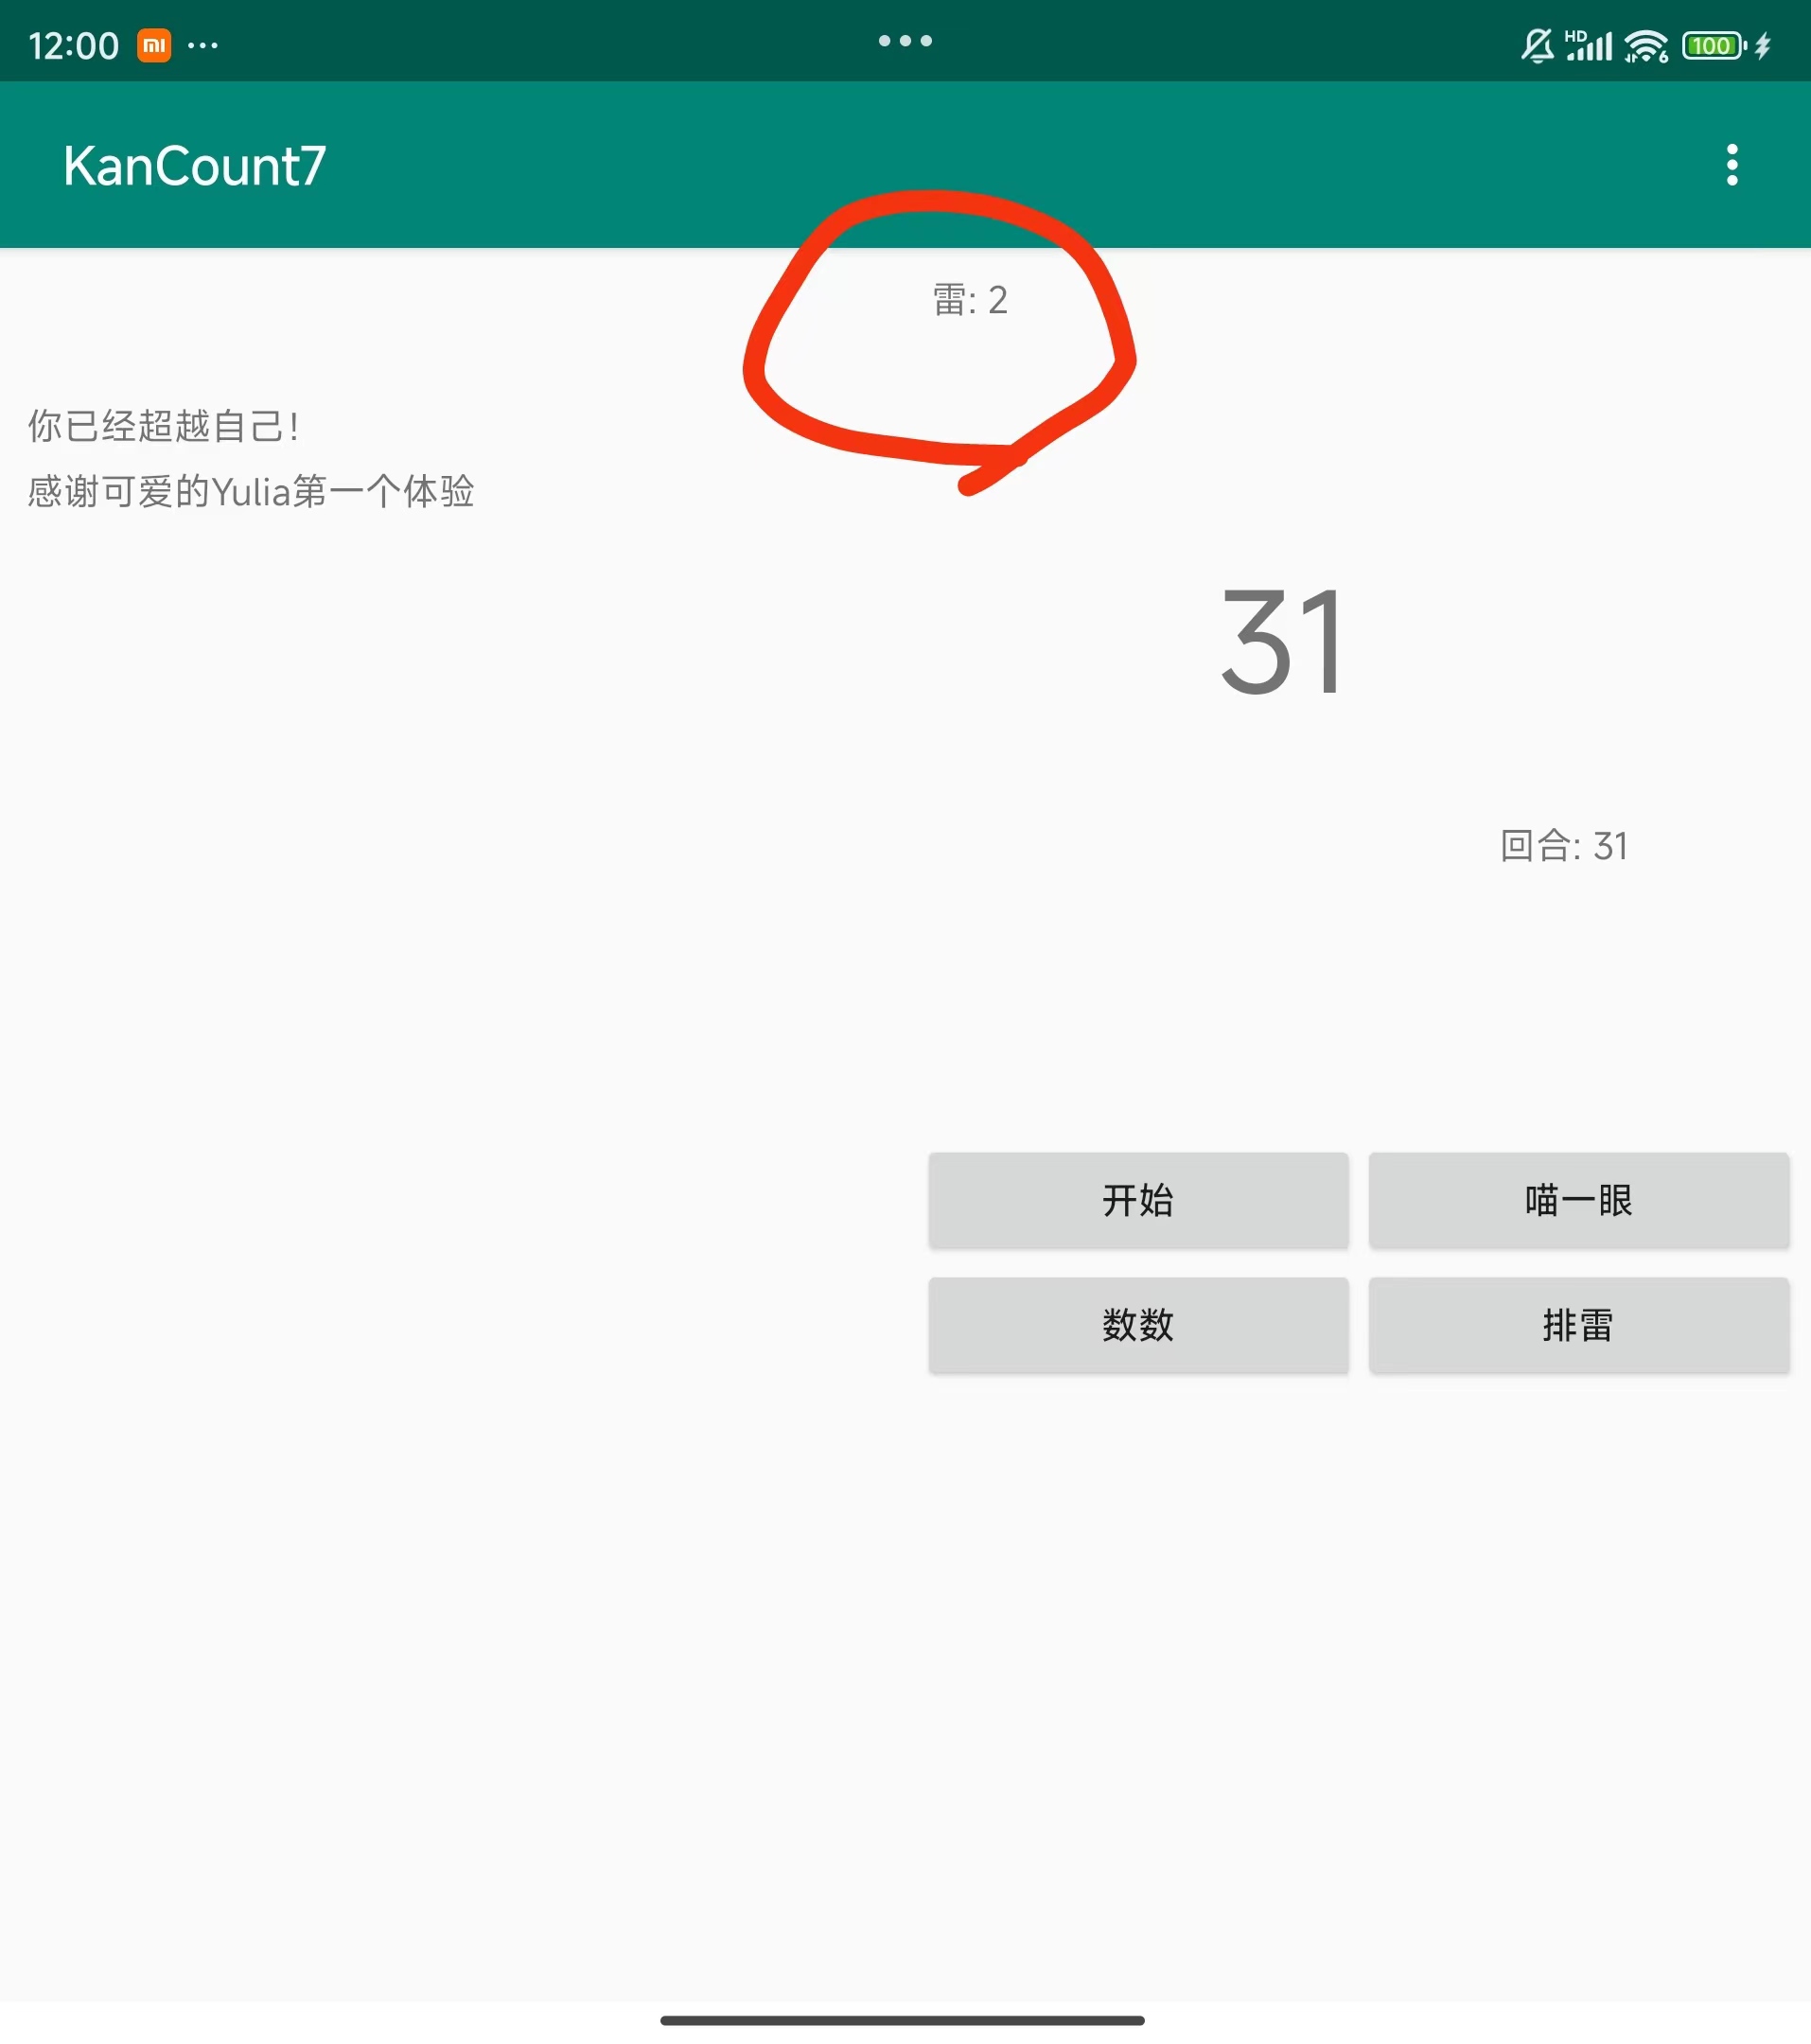 12:00
HD
6
100
KanCount7
雷: 2
你已经超越自己!
感谢可爱的Yulia第一个体验
31
回合: 31
开始 喵一眼
数数 排雷